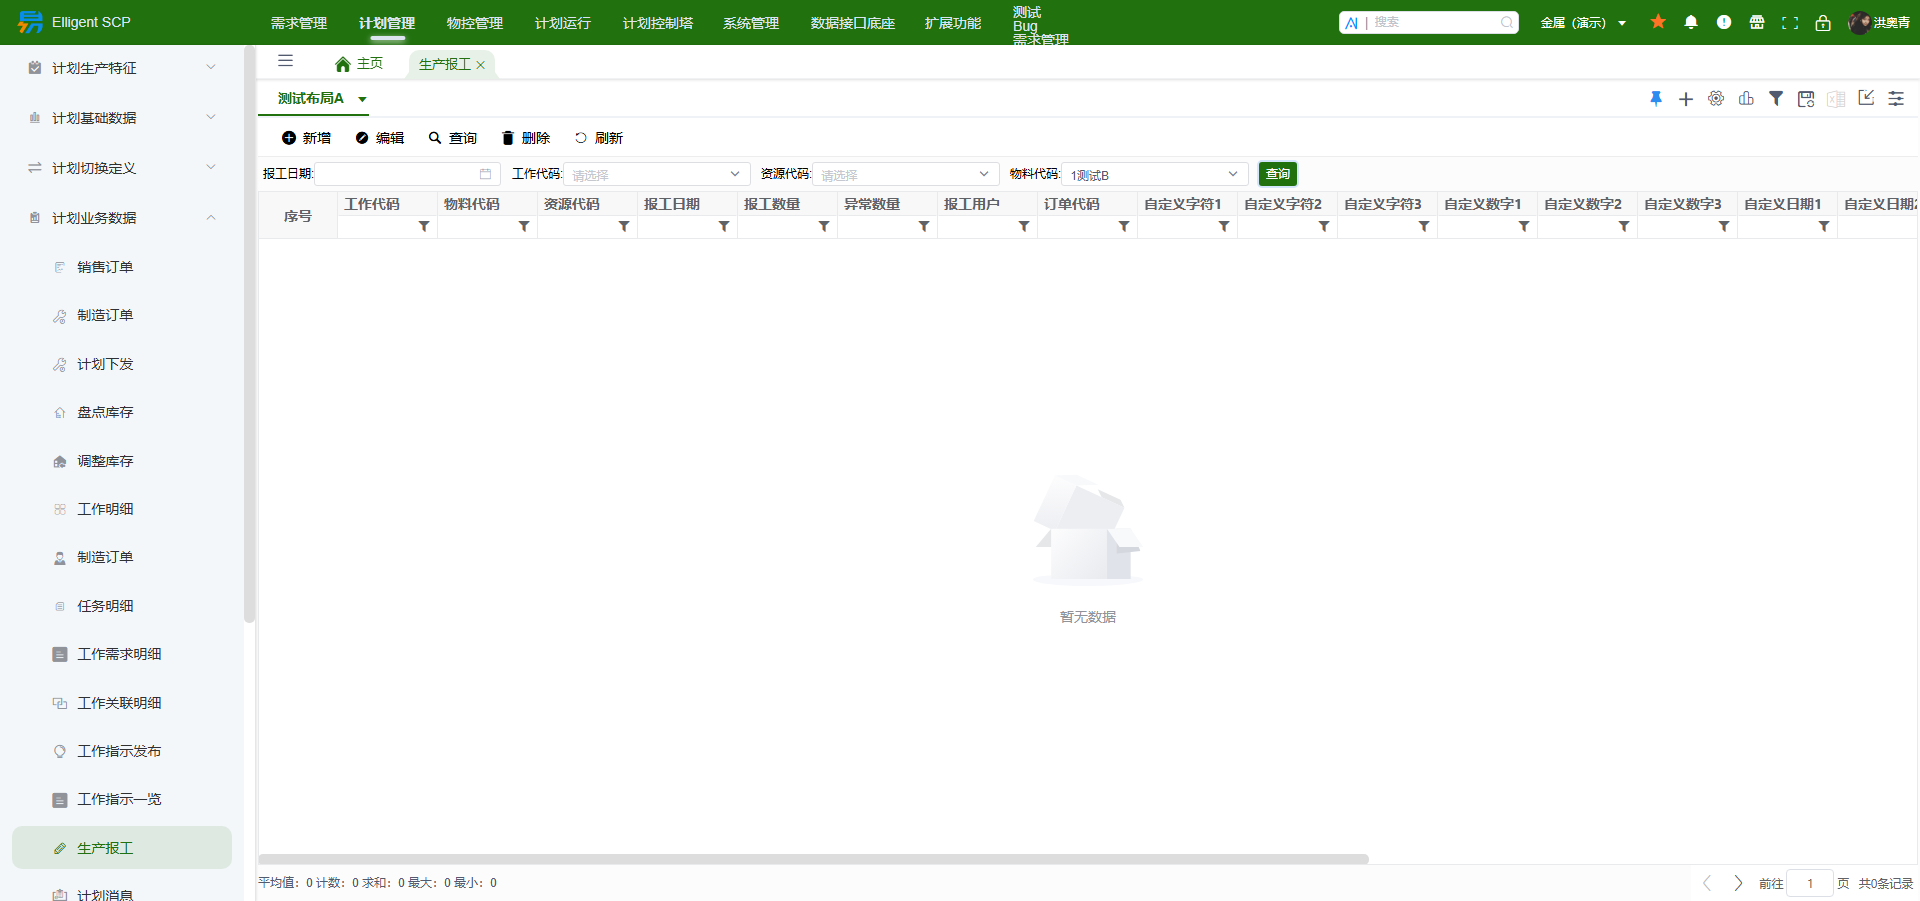 Elligent SCP
需求管理
计划管理
物控管理
计划运行
计划控制塔
系统管理
数据接口底座
扩展功能
测试
Bug
需求管理
AI | 搜索
金属（演示）
洪奥青
计划生产特征
计划基础数据
计划切换定义
计划业务数据
销售订单
制造订单
计划下发
盘点库存
调整库存
工作明细
制造订单
任务明细
工作需求明细
工作关联明细
工作指示发布
工作指示一览
生产报工
计划消息
主页
生产报工
测试布局A
新增
编辑
查询
删除
刷新
报工日期:
工作代码: 请选择
资源代码: 请选择
物料代码: 1测试B
查询
序号
工作代码
物料代码
资源代码
报工日期
报工数量
异常数量
报工用户
订单代码
自定义字符1
自定义字符2
自定义字符3
自定义数字1
自定义数字2
自定义数字3
自定义日期1
自定义日期2
暂无数据
平均值：0 计数：0 求和：0 最大：0 最小：0
前往 1 页 共0条记录